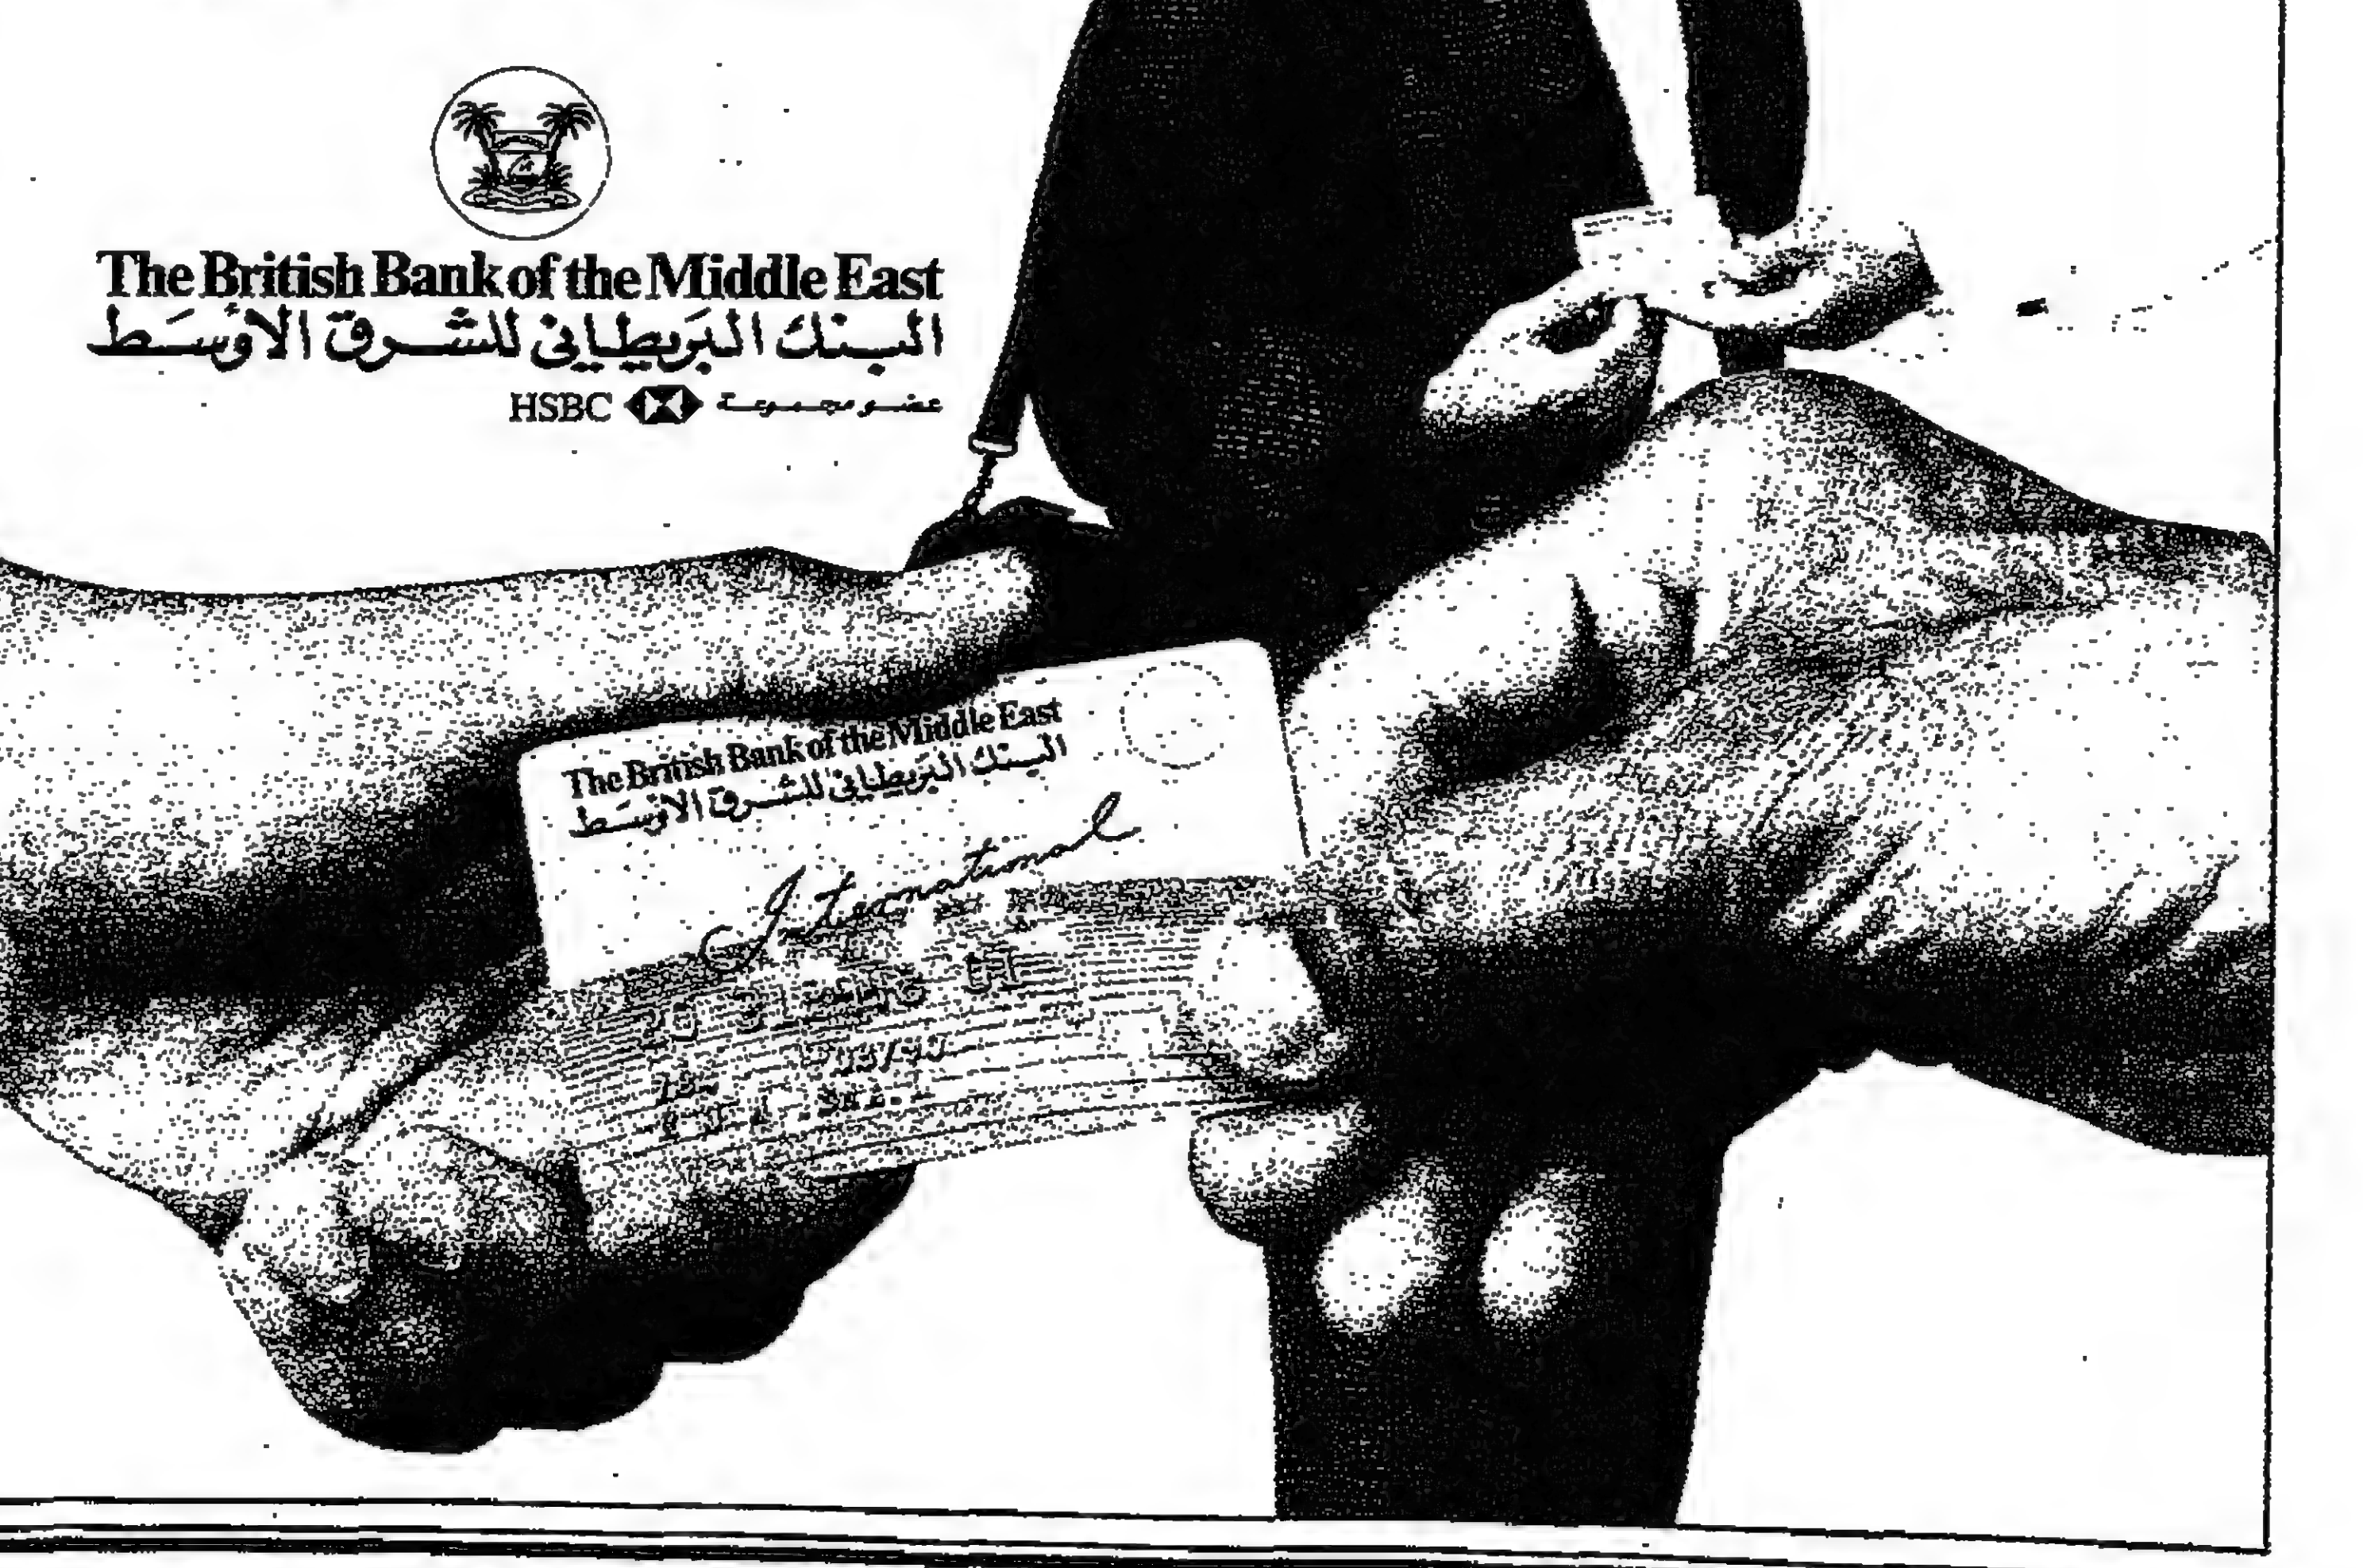 The British Bank of the Middle East
البنك البريطاني للشرق الأوسط
HSBC عضو مجموعة
The British Bank of the Middle East
البنك البريطاني للشرق الأوسط
International